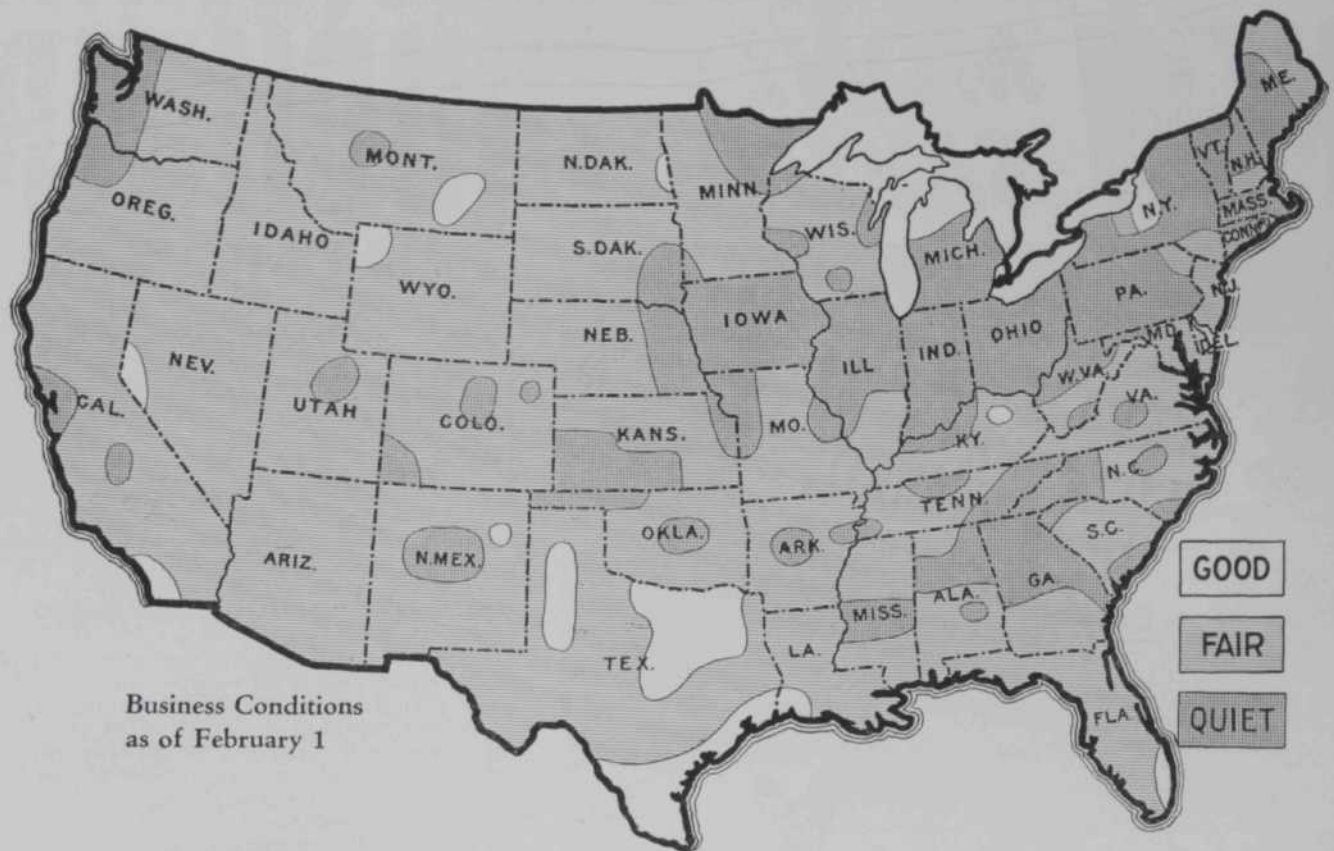 WASH.
MONT.
N.DAK.
MINN.
ME.
VT.
N.H.
OREG.
IDAHO
S.DAK.
WIS.
MICH.
N.Y.
MASS.
CONN.
WYO.
IOWA
PA.
N.J.
NEB.
OHIO
MD.
DEL.
NEV.
ILL
IND.
W.VA.
CAL.
UTAH
COLO.
KANS.
MO.
KY.
VA.
TENN.
N.C.
ARIZ.
N.MEX.
OKLA.
ARK.
S.C.
GA.
ALA.
MISS.
LA.
TEX.
FLA.
GOOD
FAIR
QUIET
Business Conditions
as of February 1